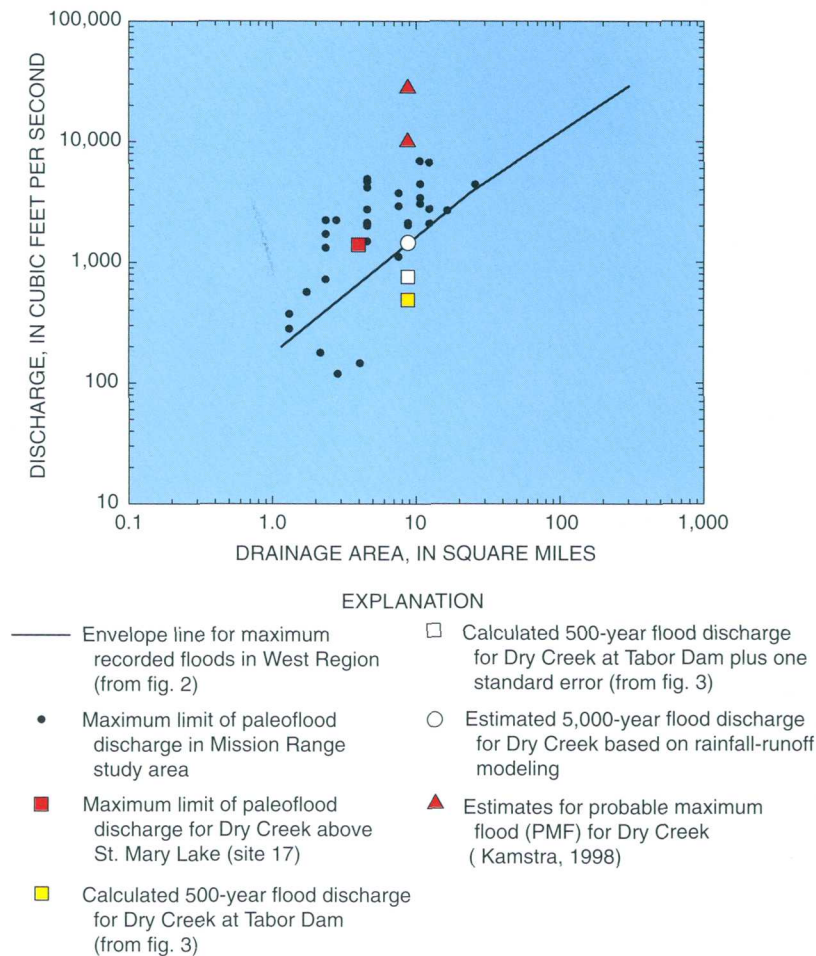 100,000
10,000
1,000
100
10
DISCHARGE, IN CUBIC FEET PER SECOND
0.1 1.0 10 100 1,000
DRAINAGE AREA, IN SQUARE MILES
EXPLANATION
Envelope line for maximum
recorded floods in West Region
(from fig. 2)
Maximum limit of paleoflood
discharge in Mission Range
study area
Maximum limit of paleoflood
discharge for Dry Creek above
St. Mary Lake (site 17)
Calculated 500-year flood discharge
for Dry Creek at Tabor Dam
(from fig. 3)
Calculated 500-year flood discharge
for Dry Creek at Tabor Dam plus one
standard error (from fig. 3)
Estimated 5,000-year flood discharge
for Dry Creek based on rainfall-runoff
modeling
Estimates for probable maximum
flood (PMF) for Dry Creek
( Kamstra, 1998)